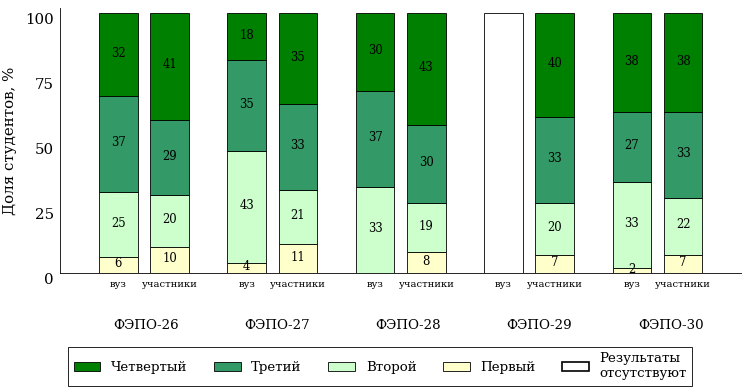 Доля студентов, %
100
75
50
25
0
32 41 18 35 30 43 40 38 38
37 29 35 33 37 30 33 27 33
25 20 43 21 33 19 20 33 22
6 10 4 11 8 7 2 7
вуз участники вуз участники вуз участники вуз участники вуз участники
ФЭПО-26 ФЭПО-27 ФЭПО-28 ФЭПО-29 ФЭПО-30
Четвертый Третий Второй Первый Результаты
отсутствуют